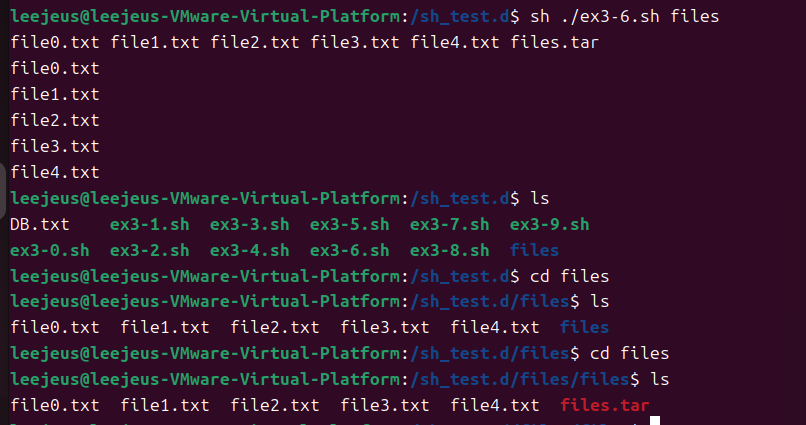 leejeus@leejeus-VMware-Virtual-Platform:/sh_test.d$ sh ./ex3-6.sh files
file0.txt file1.txt file2.txt file3.txt file4.txt files.tar
file0.txt
file1.txt
file2.txt
file3.txt
file4.txt
leejeus@leejeus-VMware-Virtual-Platform:/sh_test.d$ ls
DB.txt    ex3-1.sh  ex3-3.sh  ex3-5.sh  ex3-7.sh  ex3-9.sh
ex3-0.sh  ex3-2.sh  ex3-4.sh  ex3-6.sh  ex3-8.sh  files
leejeus@leejeus-VMware-Virtual-Platform:/sh_test.d$ cd files
leejeus@leejeus-VMware-Virtual-Platform:/sh_test.d/files$ ls
file0.txt  file1.txt  file2.txt  file3.txt  file4.txt  files
leejeus@leejeus-VMware-Virtual-Platform:/sh_test.d/files$ cd files
leejeus@leejeus-VMware-Virtual-Platform:/sh_test.d/files/files$ ls
file0.txt  file1.txt  file2.txt  file3.txt  file4.txt  files.tar